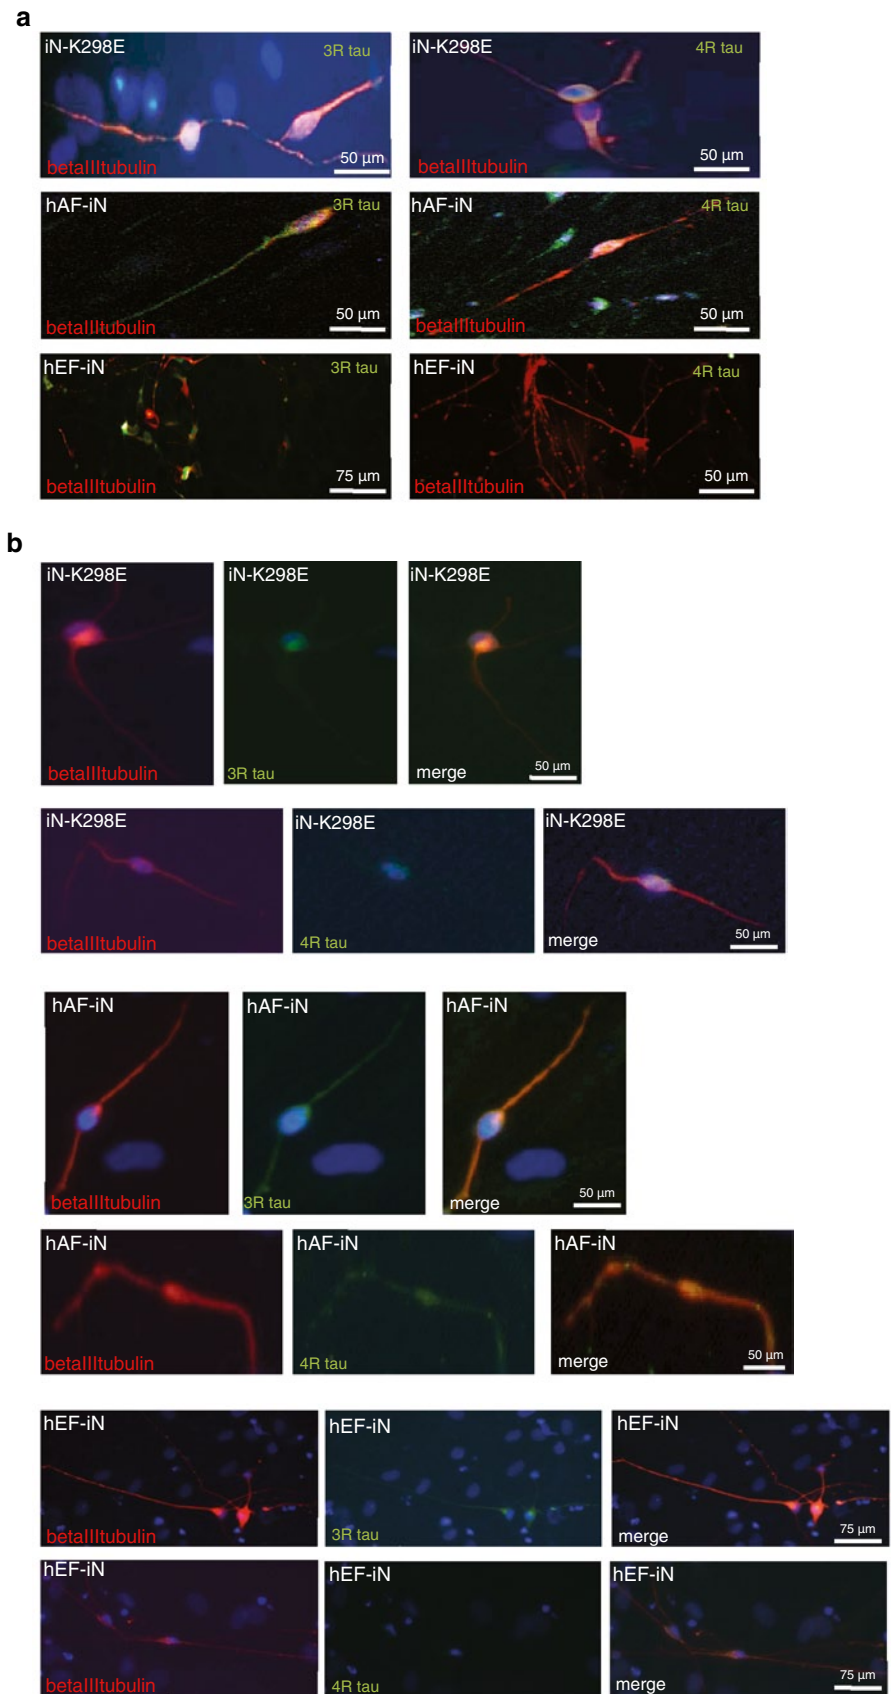 a
iN-K298E
3R tau
betaIIItubulin
50 µm
iN-K298E
4R tau
betaIIItubulin
50 µm
hAF-iN
3R tau
betaIIItubulin
50 µm
hAF-iN
4R tau
betaIIItubulin
50 µm
hEF-iN
3R tau
betaIIItubulin
75 µm
hEF-iN
4R tau
betaIIItubulin
50 µm
b
iN-K298E
betaIIItubulin
iN-K298E
3R tau
iN-K298E
merge
50 µm
iN-K298E
betaIIItubulin
iN-K298E
4R tau
iN-K298E
merge
50 µm
hAF-iN
betaIIItubulin
hAF-iN
3R tau
hAF-iN
merge
50 µm
hAF-iN
betaIIItubulin
hAF-iN
4R tau
hAF-iN
merge
50 µm
hEF-iN
betaIIItubulin
hEF-iN
3R tau
hEF-iN
merge
75 µm
hEF-iN
betaIIItubulin
hEF-iN
4R tau
hEF-iN
merge
75 µm